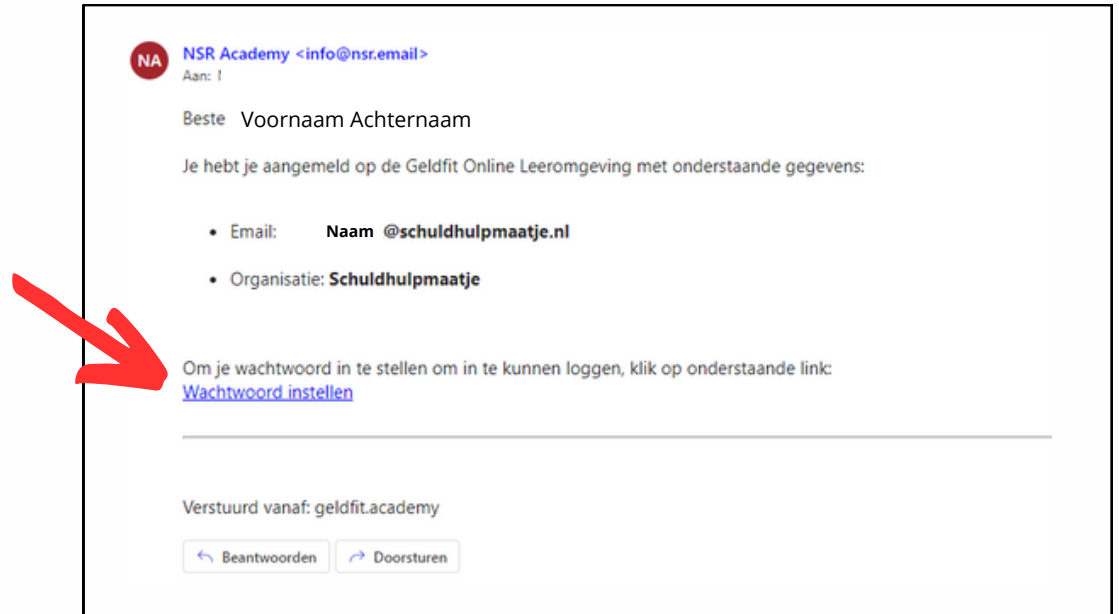 NA
NSR Academy <info@nsr.email>
Aan:
Beste Voornaam Achternaam
Je hebt je aangemeld op de Geldfit Online Leeromgeving met onderstaande gegevens:
• Email: Naam @schuldhulpmaatje.nl
• Organisatie: Schuldhulpmaatje
Om je wachtwoord in te stellen om in te kunnen loggen, klik op onderstaande link:
Wachtwoord instellen
Verstuurd vanaf: geldfit.academy
Beantwoorden Doorsturen